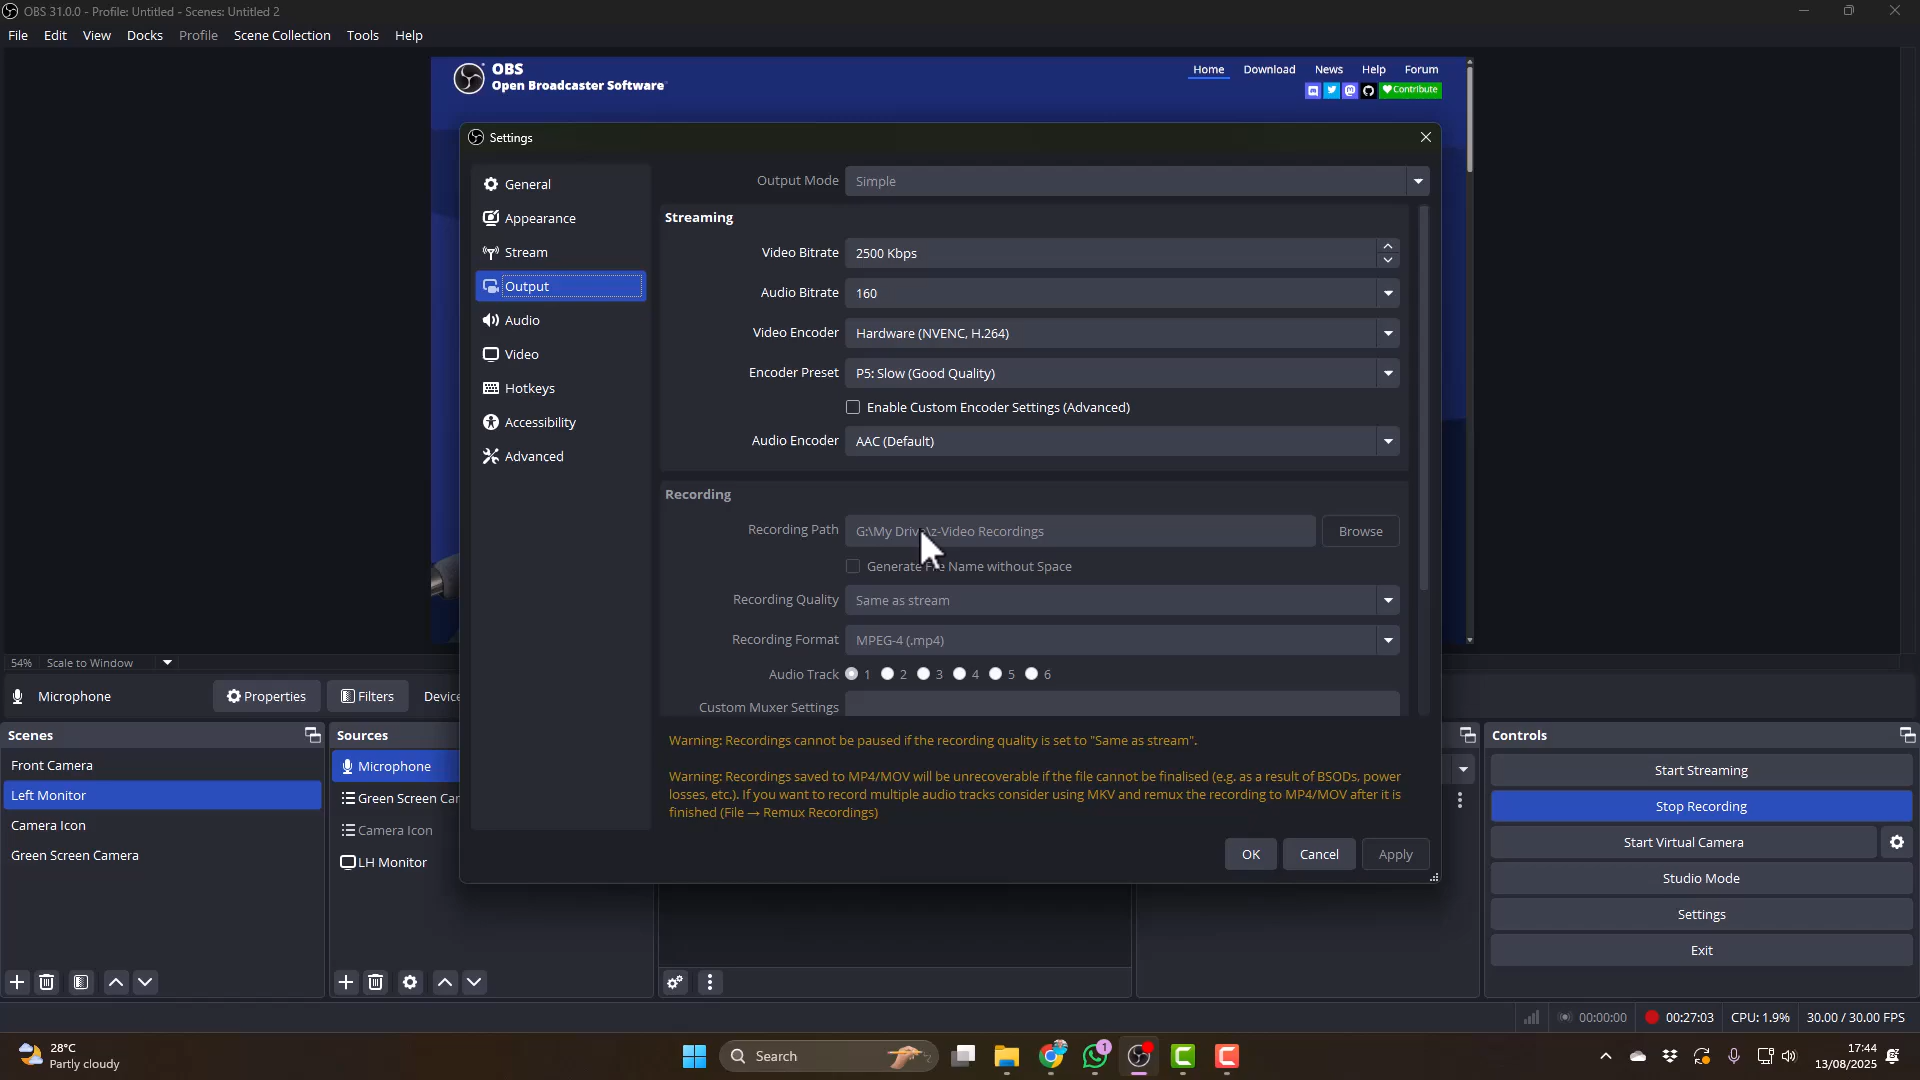 OBS 31.0.0 - Profile: Untitled - Scenes: Untitled 2
File Edit View Docks Profile Scene Collection Tools Help
OBS
Open Broadcaster Software
Home Download News Help Forum
Contribute
Settings
General
Appearance
Stream
Output
Audio
Video
Hotkeys
Accessibility
Advanced
Output Mode Simple
Streaming
Video Bitrate 2500 Kbps
Audio Bitrate 160
Video Encoder Hardware (NVENC, H.264)
Encoder Preset P5: Slow (Good Quality)
Enable Custom Encoder Settings (Advanced)
Audio Encoder AAC (Default)
Recording
Recording Path G:\My Drive\z-Video Recordings Browse
Generate File Name without Space
Recording Quality Same as stream
Recording Format MPEG-4 (.mp4)
Audio Track 1 2 3 4 5 6
Custom Muxer Settings
Warning: Recordings cannot be paused if the recording quality is set to "Same as stream".
Warning: Recordings saved to MP4/MOV will be unrecoverable if the file cannot be finalised (e.g. as a result of BSODs, power
losses, etc.). If you want to record multiple audio tracks consider using MKV and remux the recording to MP4/MOV after it is
finished (File → Remux Recordings)
OK Cancel Apply
54% Scale to Window
Microphone Properties Filters Device
Scenes
Front Camera
Left Monitor
Camera Icon
Green Screen Camera
Sources
Microphone
Green Screen Car
Camera Icon
LH Monitor
Controls
Start Streaming
Stop Recording
Start Virtual Camera
Studio Mode
Settings
Exit
00:00:00 00:27:03 CPU: 1.9% 30.00 / 30.00 FPS
28°C
Partly cloudy
Search
1
17:44
13/08/2025